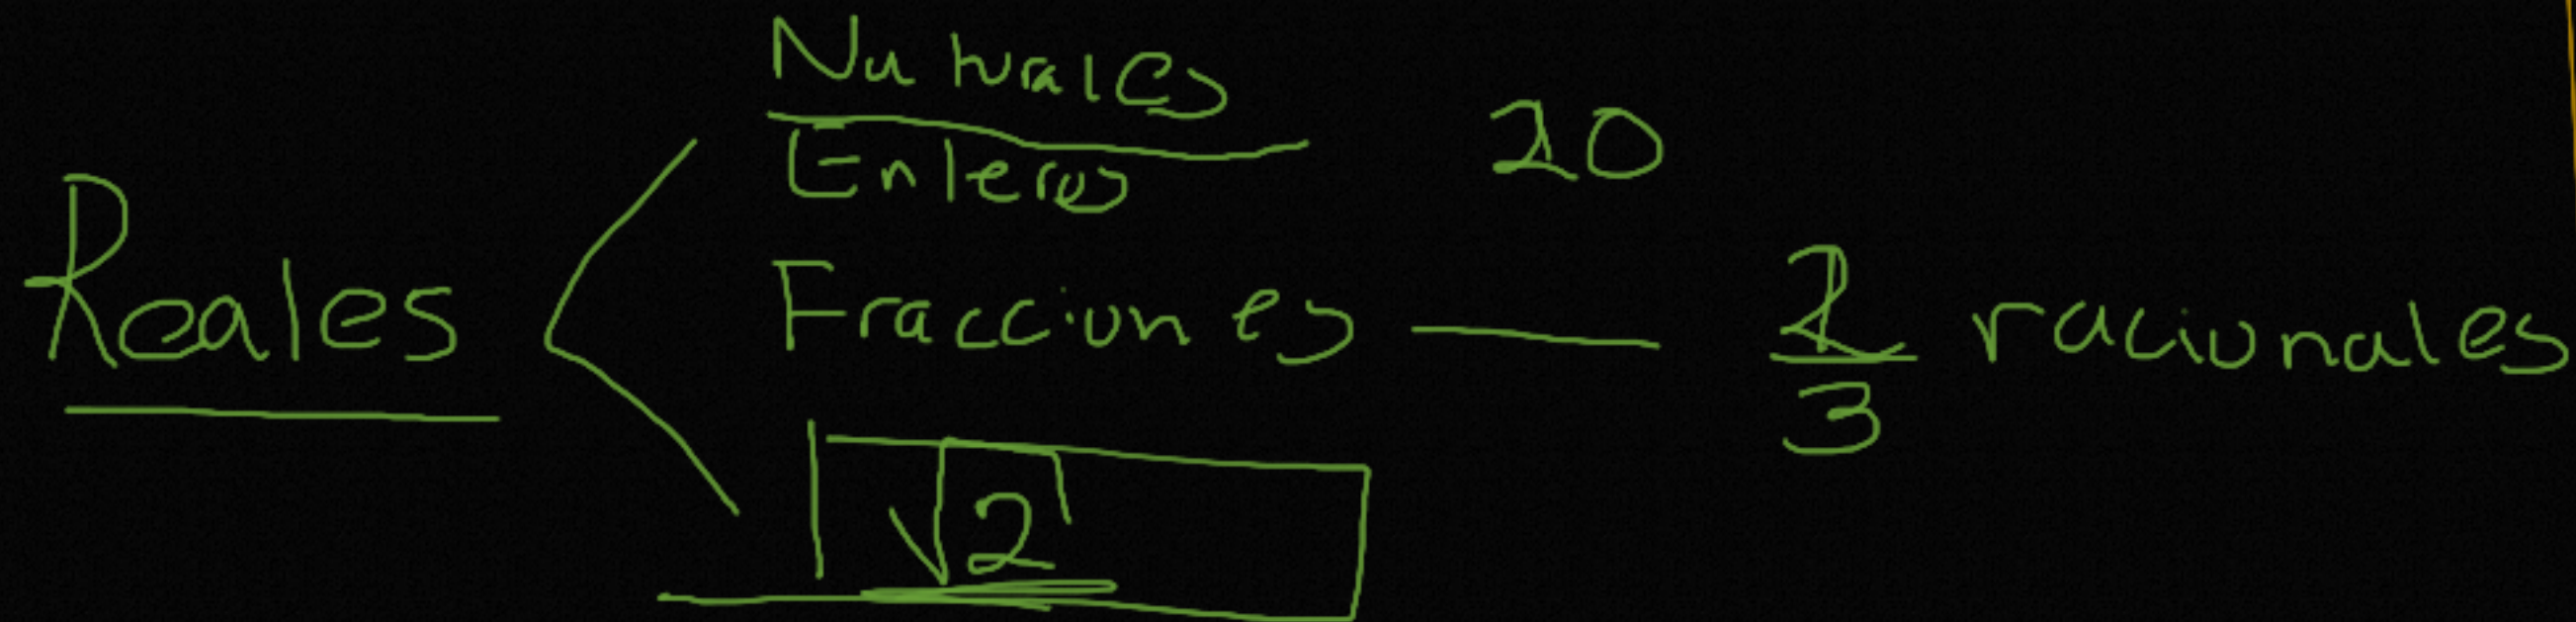 Naturales
Enteros 20
Reales Fracciones 2/3 racionales
√2